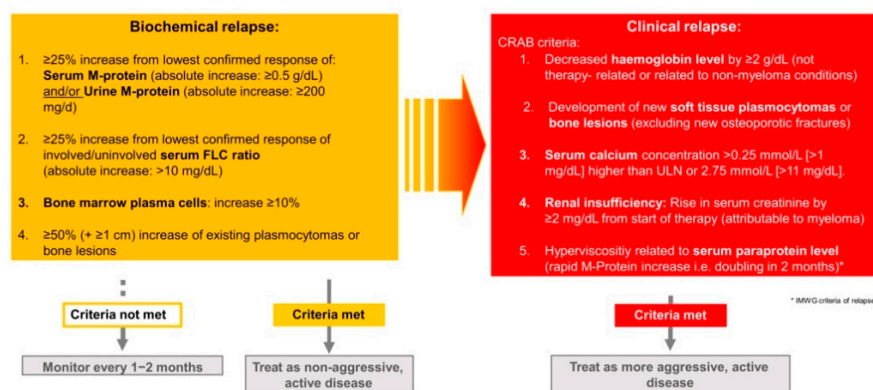 Biochemical relapse:
1. ≥25% increase from lowest confirmed response of:
Serum M-protein (absolute increase: ≥0.5 g/dL)
and/or Urine M-protein (absolute increase: ≥200
mg/d)
2. ≥25% increase from lowest confirmed response of
involved/uninvolved serum FLC ratio
(absolute increase: >10 mg/dL)
3. Bone marrow plasma cells: increase ≥10%
4. ≥50% (+ ≥1 cm) increase of existing plasmocytomas or
bone lesions
Clinical relapse:
CRAB criteria:
1. Decreased haemoglobin level by ≥2 g/dL (not
therapy- related or related to non-myeloma conditions)
2. Development of new soft tissue plasmocytomas or
bone lesions (excluding new osteoporotic fractures)
3. Serum calcium concentration >0.25 mmol/L [>1
mg/dL] higher than ULN or 2.75 mmol/L [>11 mg/dL].
4. Renal insufficiency: Rise in serum creatinine by
≥2 mg/dL from start of therapy (attributable to myeloma)
5. Hyperviscositiy related to serum paraprotein level
(rapid M-Protein increase i.e. doubling in 2 months)*
* IMWG criteria of relapse
Criteria not met
Criteria met
Criteria met
Monitor every 1–2 months
Treat as non-aggressive,
active disease
Treat as more aggressive, active
disease